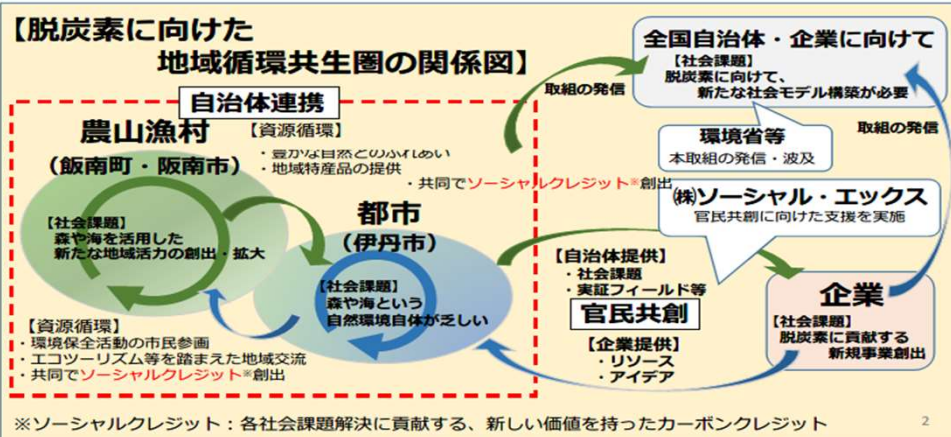 【脱炭素に向けた
地域循環共生圏の関係図】
自治体連携
農山漁村
（飯南町・阪南市）
【資源循環】
・豊かな自然とのふれあい
・地域特産品の提供
・共同でソーシャルクレジット※創出
【社会課題】
森や海を活用した
新たな地域活力の創出・拡大
都市
（伊丹市）
【社会課題】
森や海という
自然環境自体が乏しい
【資源循環】
・環境保全活動の市民参画
・エコツーリズム等を踏まえた地域交流
・共同でソーシャルクレジット※創出
取組の発信
全国自治体・企業に向けて
【社会課題】
脱炭素に向けて、
新たな社会モデル構築が必要
取組の発信
環境省等
本取組の発信・波及
㈱ソーシャル・エックス
官民共創に向けた支援を実施
【自治体提供】
・社会課題
・実証フィールド等
官民共創
【企業提供】
・リソース
・アイデア
企業
【社会課題】
脱炭素に貢献する
新規事業創出
※ソーシャルクレジット：各社会課題解決に貢献する、新しい価値を持ったカーボンクレジット
2